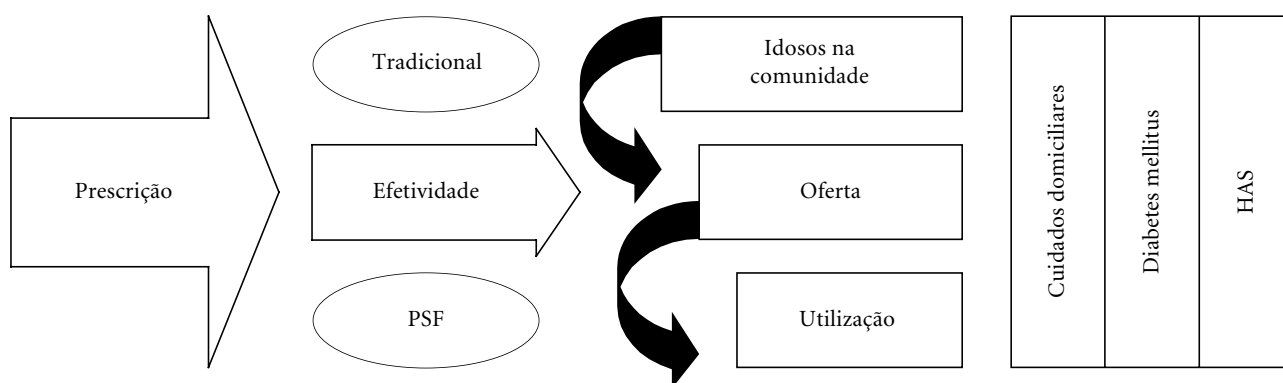 Prescrição
Tradicional
Efetividade
PSF
Idosos na
comunidade
Oferta
Utilização
Cuidados domiciliares
Diabetes mellitus
HAS